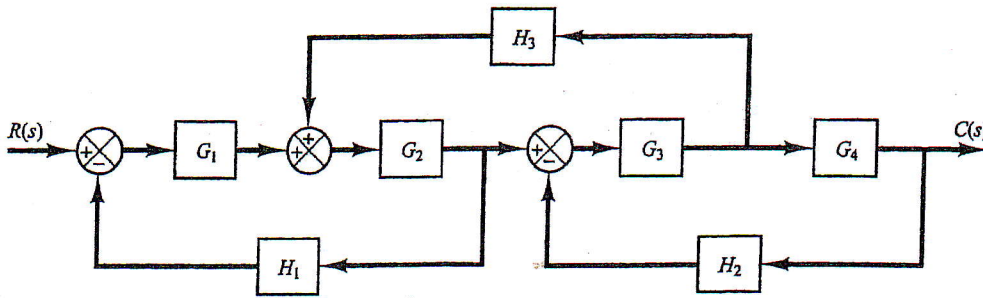 H₃
R(s)
+
−
G₁
+
+
G₂
+
−
G₃
G₄
C(s)
H₁
H₂